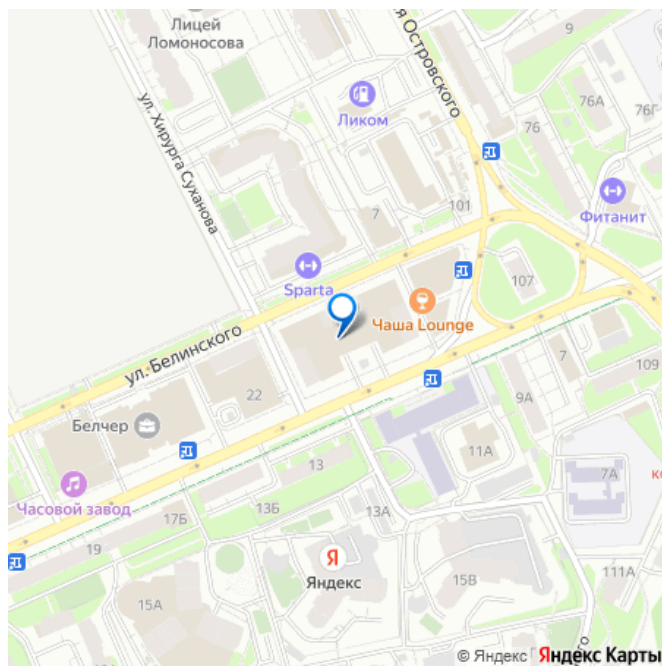 Лицей
Ломоносова
я Островского
9
76А
76Г
76
Ликом
ул. Хирурга Суханова
Фитанит
7
101
107
Sparta
Чаша Lounge
ул. Белинского
7
109
22
9А
Белчер
11А
7А
ко
13
Часовой завод
17Б
13Б
13А
19
Яндекс
15В
111А
15А
ого
© Яндекс Яндекс Карты